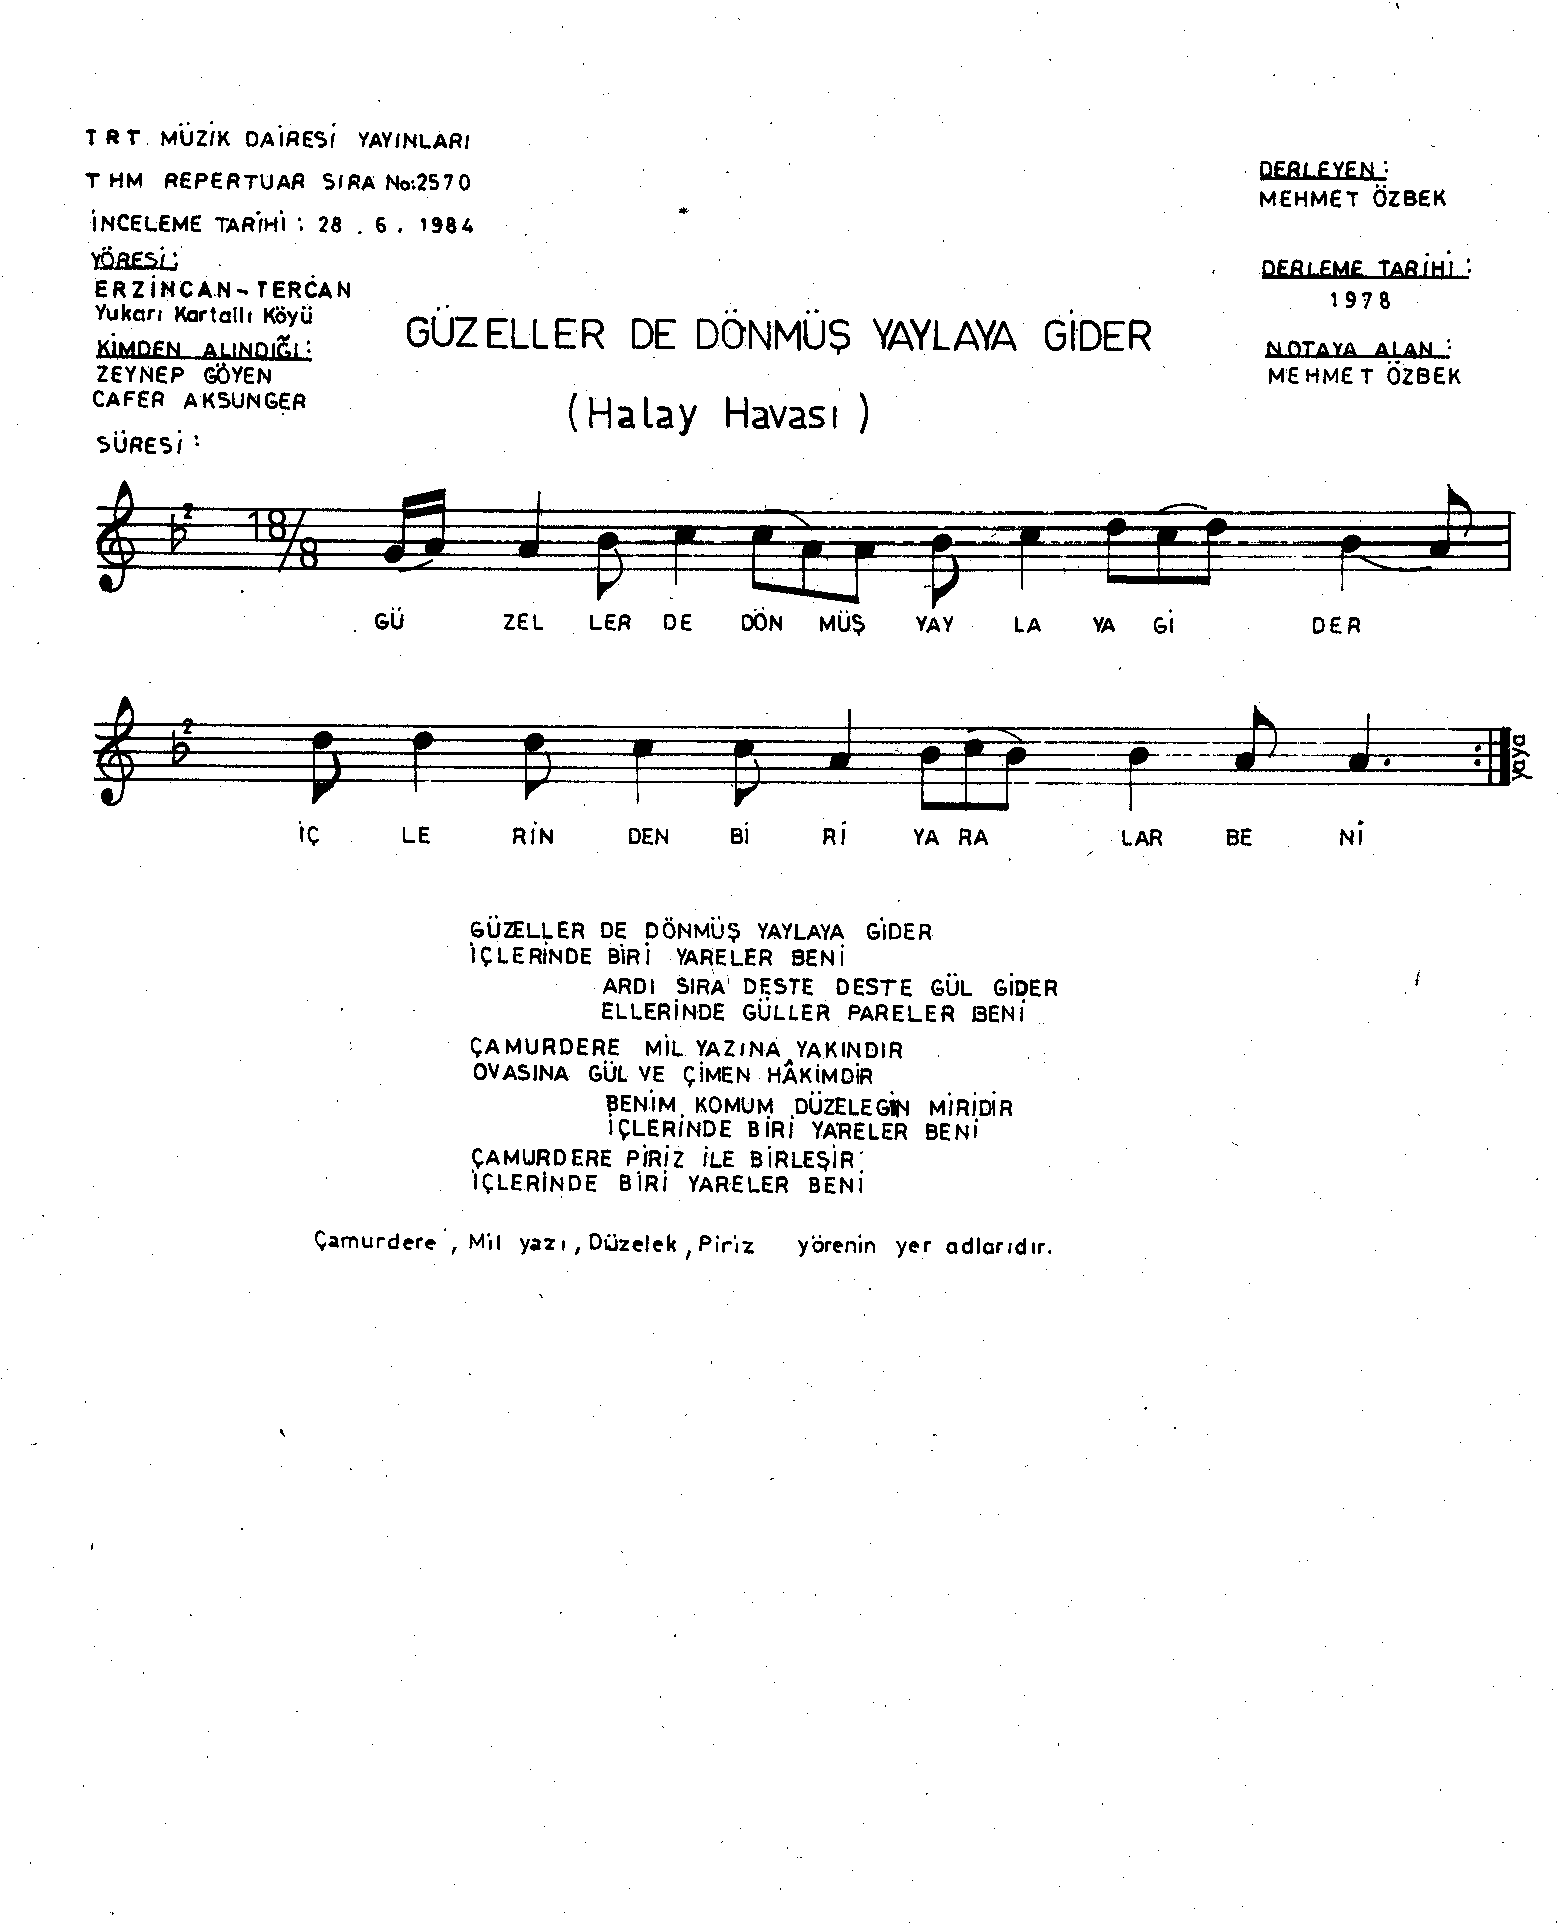 TRT MÜZİK DAİRESİ YAYINLARI
THM REPERTUAR SIRA No:2570
İNCELEME TARİHİ : 28 . 6 . 1984
YÖRESİ:
ERZİNCAN-TERCAN
Yukarı Kartallı Köyü
KİMDEN ALINDIĞI:
ZEYNEP GÖYEN
CAFER AKSUNGER
SÜRESİ :
DERLEYEN :
MEHMET ÖZBEK
DERLEME TARİHİ :
1978
NOTAYA ALAN :
MEHMET ÖZBEK
GÜZELLER DE DÖNMÜŞ YAYLAYA GİDER
(Halay Havası)
2
18/8
GÜ ZEL LER DE DÖN MÜŞ YAY LA YA Gİ DER
2
yaya
İÇ LE RİN DEN Bİ Rİ YA RA LAR BE Nİ
GÜZELLER DE DÖNMÜŞ YAYLAYA GİDER
İÇLERİNDE BİRİ YARELER BENİ
ARDI SIRA DESTE DESTE GÜL GİDER
ELLERİNDE GÜLLER PARELER BENİ
ÇAMURDERE MİL YAZINA YAKINDIR
OVASINA GÜL VE ÇİMEN HÂKİMDİR
BENİM KOMUM DÜZELEGİN MİRİDİR
İÇLERİNDE BİRİ YARELER BENİ
ÇAMURDERE PİRİZ İLE BİRLEŞİR
İÇLERİNDE BİRİ YARELER BENİ
Çamurdere , Mil yazı , Düzelek , Piriz yörenin yer adlarıdır.